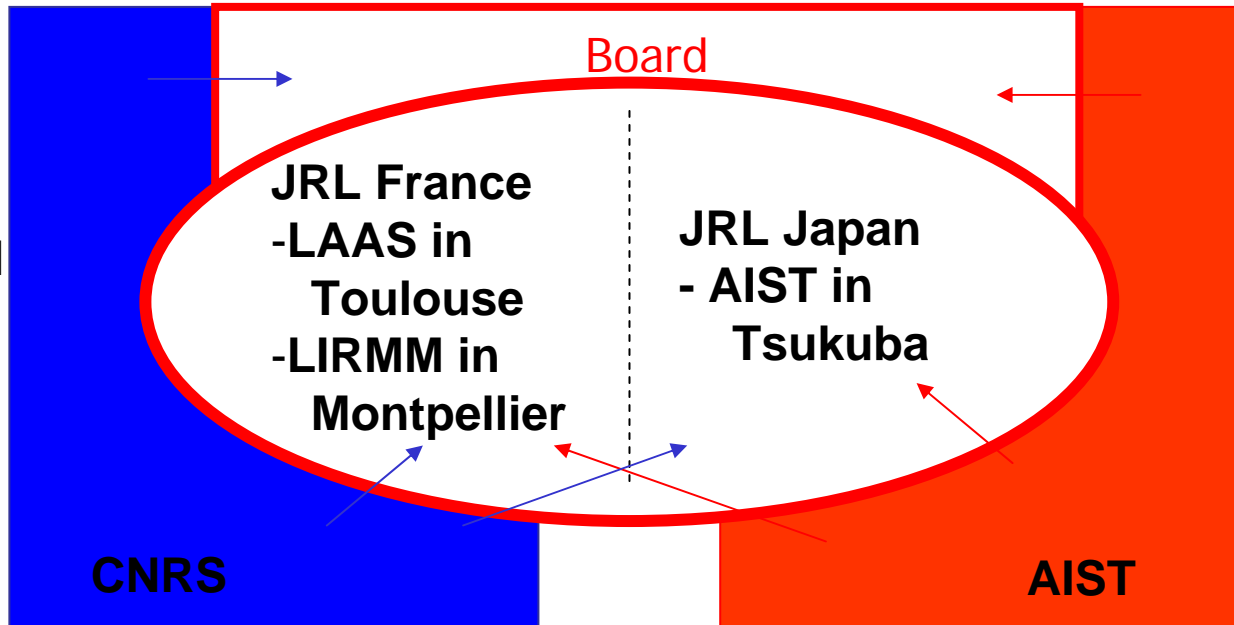 Board
JRL France
-LAAS in
Toulouse
-LIRMM in
Montpellier
JRL Japan
- AIST in
Tsukuba
CNRS
AIST